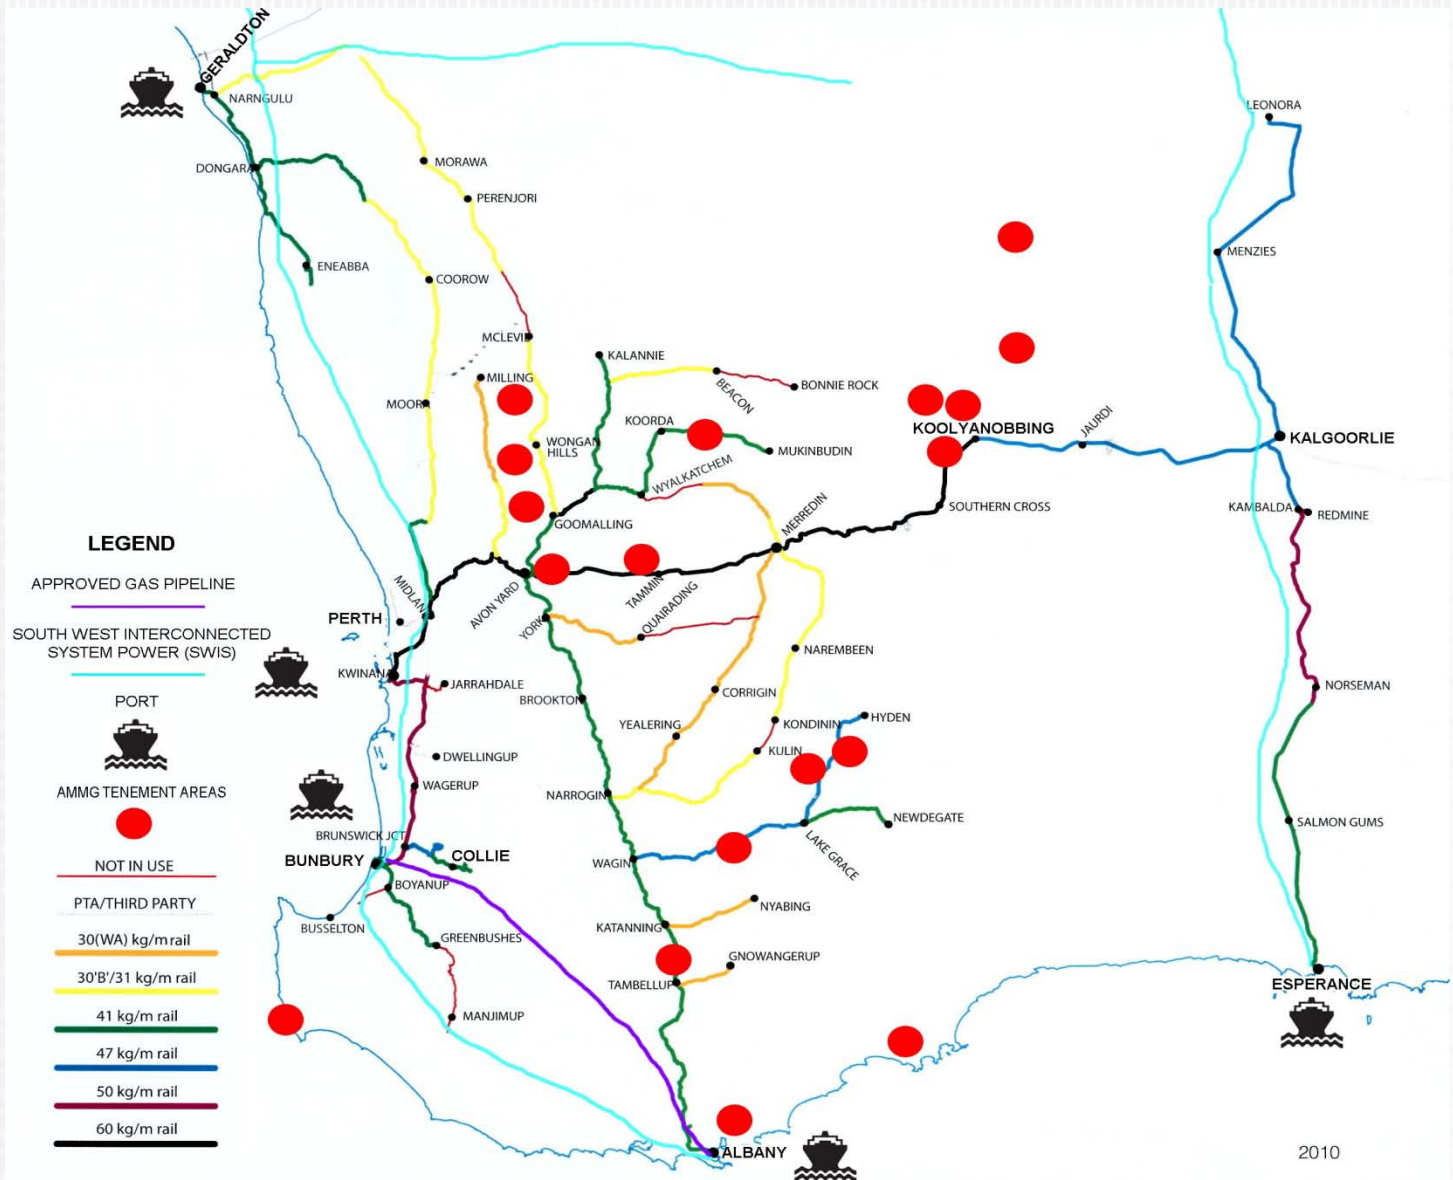 GERALDTON
NARNGULU
LEONORA
DONGARA
MORAWA
PERENJORI
ENEABBA
COOROW
MENZIES
MCLEVIE
KALANNIE
MILLING
BEACON
BONNIE ROCK
MOORA
KOORDA
KOOLYANOBBING
JAURDI
KALGOORLIE
WONGAN
HILLS
MUKINBUDIN
WYALKATCHEM
GOOMALLING
MERREDIN
SOUTHERN CROSS
KAMBALDA
REDMINE
LEGEND
APPROVED GAS PIPELINE
SOUTH WEST INTERCONNECTED
SYSTEM POWER (SWIS)
PORT
AMMG TENEMENT AREAS
NOT IN USE
PTA/THIRD PARTY
30(WA) kg/m rail
30'B'/31 kg/m rail
41 kg/m rail
47 kg/m rail
50 kg/m rail
60 kg/m rail
MIDLAN
PERTH
AVON YARD
TAMMIN
YORK
QUAIRADING
KWINANA
JARRAHDALE
NAREMBEEN
BROOKTON
CORRIGIN
NORSEMAN
YEALERING
KONDININ
HYDEN
KULIN
DWELLINGUP
WAGERUP
NARROGIN
NEWDEGATE
SALMON GUMS
BRUNSWICK JCT
BUNBURY
COLLIE
WAGIN
LAKE GRACE
BOYANUP
NYABING
BUSSELTON
KATANNING
GREENBUSHES
GNOWANGERUP
TAMBELLUP
ESPERANCE
MANJIMUP
ALBANY
2010